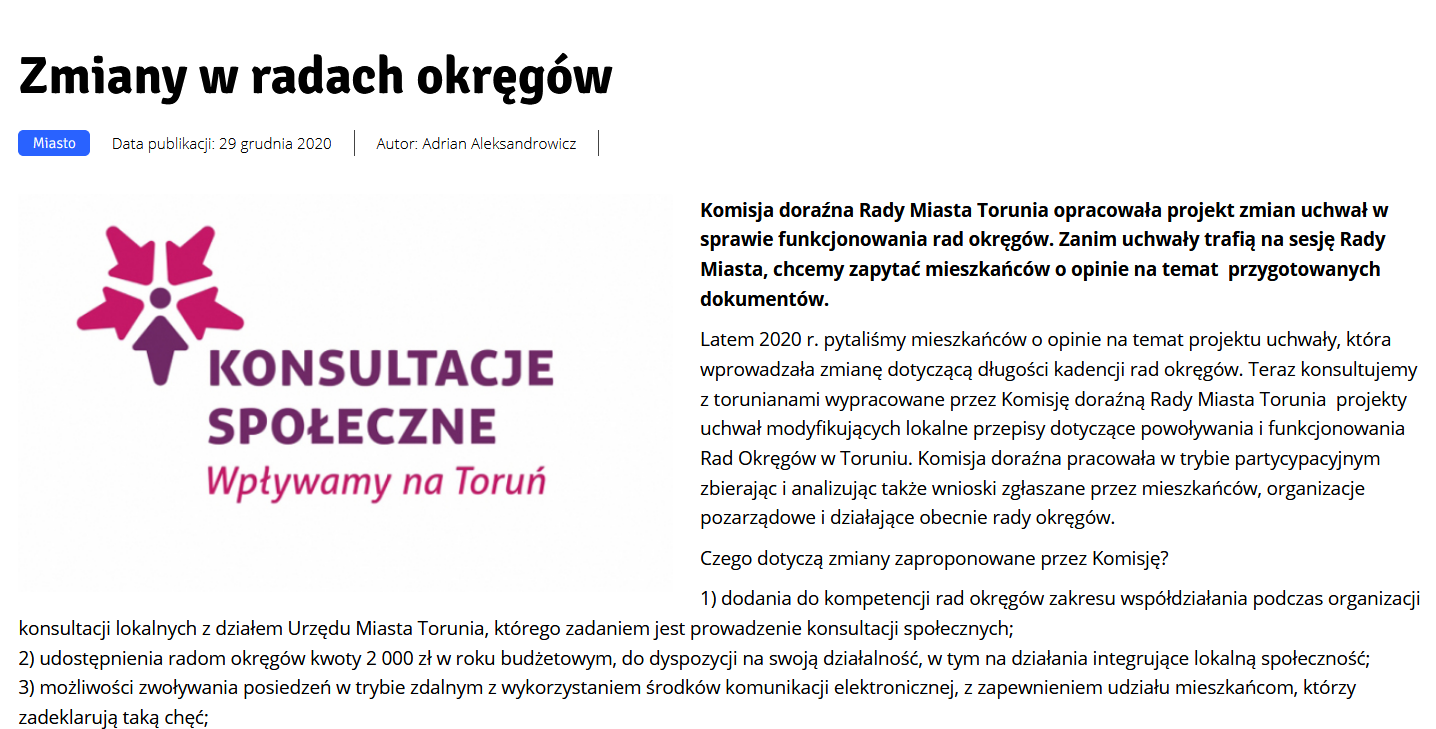 Zmiany w radach okręgów
Miasto
Data publikacji: 29 grudnia 2020
Autor: Adrian Aleksandrowicz
KONSULTACJE
SPOŁECZNE
Wpływamy na Toruń
Komisja doraźna Rady Miasta Torunia opracowała projekt zmian uchwał w
sprawie funkcjonowania rad okręgów. Zanim uchwały trafią na sesję Rady
Miasta, chcemy zapytać mieszkańców o opinie na temat  przygotowanych
dokumentów.
Latem 2020 r. pytaliśmy mieszkańców o opinie na temat projektu uchwały, która
wprowadzała zmianę dotyczącą długości kadencji rad okręgów. Teraz konsultujemy
z torunianami wypracowane przez Komisję doraźną Rady Miasta Torunia  projekty
uchwał modyfikujących lokalne przepisy dotyczące powoływania i funkcjonowania
Rad Okręgów w Toruniu. Komisja doraźna pracowała w trybie partycypacyjnym
zbierając i analizując także wnioski zgłaszane przez mieszkańców, organizacje
pozarządowe i działające obecnie rady okręgów.
Czego dotyczą zmiany zaproponowane przez Komisję?
1) dodania do kompetencji rad okręgów zakresu współdziałania podczas organizacji
konsultacji lokalnych z działem Urzędu Miasta Torunia, którego zadaniem jest prowadzenie konsultacji społecznych;
2) udostępnienia radom okręgów kwoty 2 000 zł w roku budżetowym, do dyspozycji na swoją działalność, w tym na działania integrujące lokalną społeczność;
3) możliwości zwoływania posiedzeń w trybie zdalnym z wykorzystaniem środków komunikacji elektronicznej, z zapewnieniem udziału mieszkańcom, którzy
zadeklarują taką chęć;